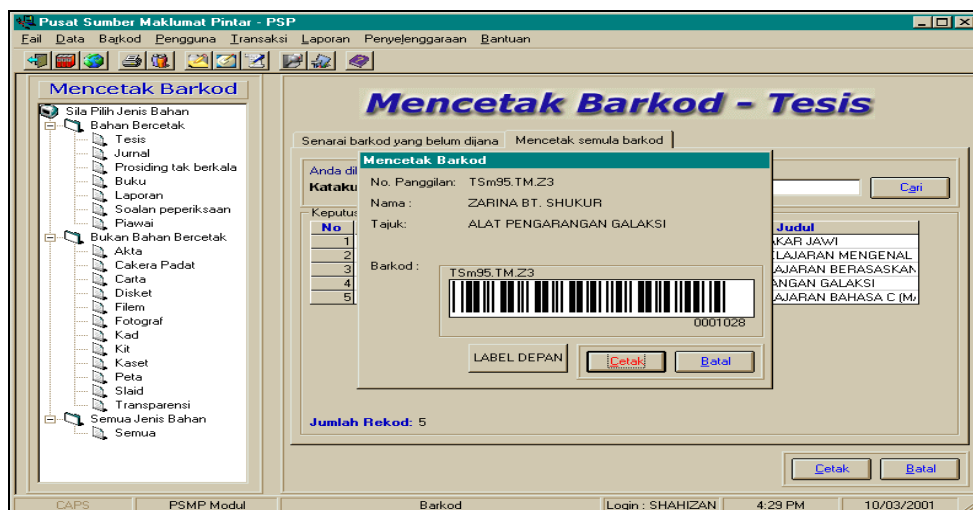 Pusat Sumber Maklumat Pintar - PSP
Fail Data Barkod Pengguna Transaksi Laporan Penyelenggaraan Bantuan
Mencetak Barkod
Sila Pilih Jenis Bahan
Bahan Bercetak
Tesis
Jurnal
Prosiding tak berkala
Buku
Laporan
Soalan peperiksaan
Piawai
Bukan Bahan Bercetak
Akta
Cakera Padat
Carta
Disket
Filem
Fotograf
Kad
Kit
Kaset
Peta
Slaid
Transparensi
Semua Jenis Bahan
Semua
Mencetak Barkod - Tesis
Senarai barkod yang belum dijana Mencetak semula barkod
Anda dil
Kataku
Cari
Keputus
No Judul
1 AKAR JAWI
2 ELAJARAN MENGENAL
3 AJARAN BERASASKAN
4 ANGAN GALAKSI
5 AJARAN BAHASA C (M
Mencetak Barkod
No. Panggilan: TSm95.TM.Z3
Nama : ZARINA BT. SHUKUR
Tajuk: ALAT PENGARANGAN GALAKSI
Barkod :
TSm95.TM.Z3
0001028
LABEL DEPAN Cetak Batal
Jumlah Rekod: 5
Cetak Batal
CAPS PSMP Modul Barkod Login : SHAHIZAN 4:29 PM 10/03/2001